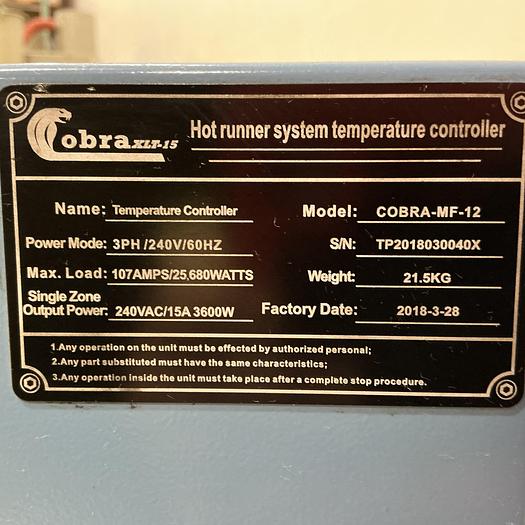 Cobra XLT-15
Hot runner system temperature controller
Name: Temperature Controller
Model: COBRA-MF-12
Power Mode: 3PH /240V/60HZ
S/N: TP2018030040X
Max. Load: 107AMPS/25,680WATTS
Weight: 21.5KG
Single Zone
Output Power: 240VAC/15A 3600W
Factory Date: 2018-3-28
1.Any operation on the unit must be effected by authorized personal;
2.Any part substituted must have the same characteristics;
3.Any operation inside the unit must take place after a complete stop procedure.